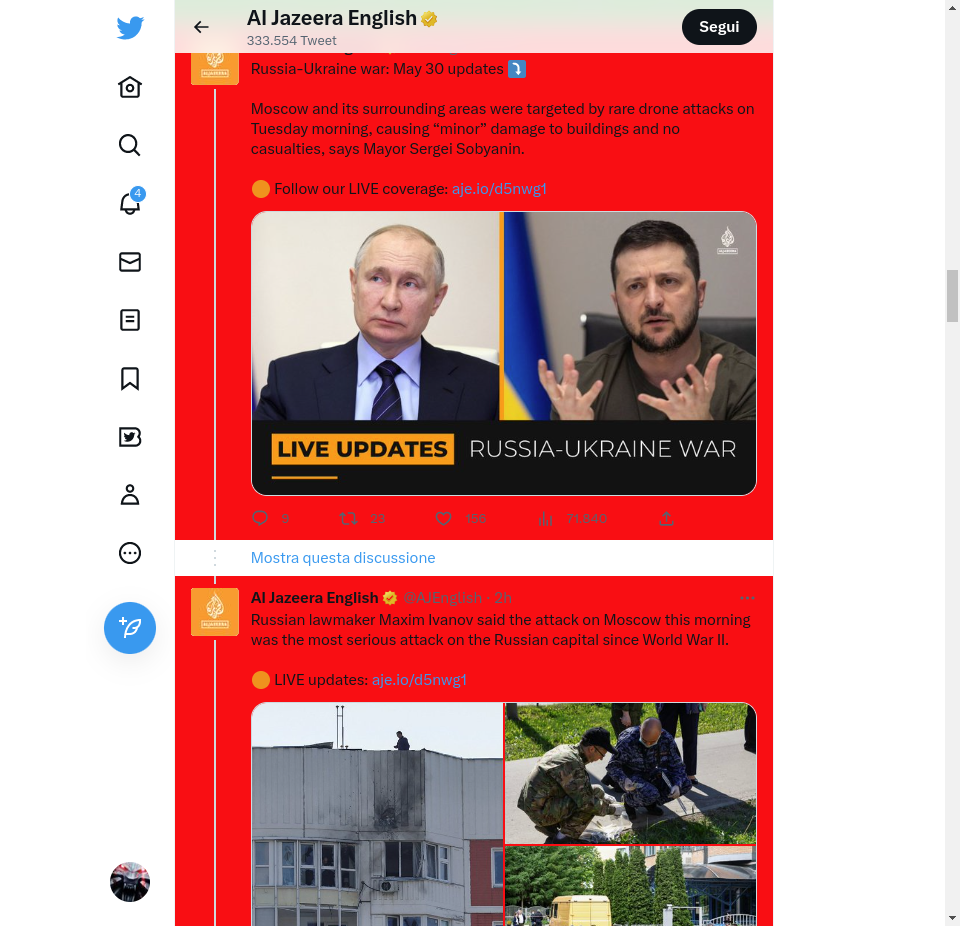 Al Jazeera English
333.554 Tweet
Segui
Russia-Ukraine war: May 30 updates
Moscow and its surrounding areas were targeted by rare drone attacks on
Tuesday morning, causing “minor” damage to buildings and no
casualties, says Mayor Sergei Sobyanin.
Follow our LIVE coverage: aje.io/d5nwg1
LIVE UPDATES RUSSIA-UKRAINE WAR
9 23 156 71.840
Mostra questa discussione
Al Jazeera English @AJEnglish · 2h
Russian lawmaker Maxim Ivanov said the attack on Moscow this morning
was the most serious attack on the Russian capital since World War II.
LIVE updates: aje.io/d5nwg1
4